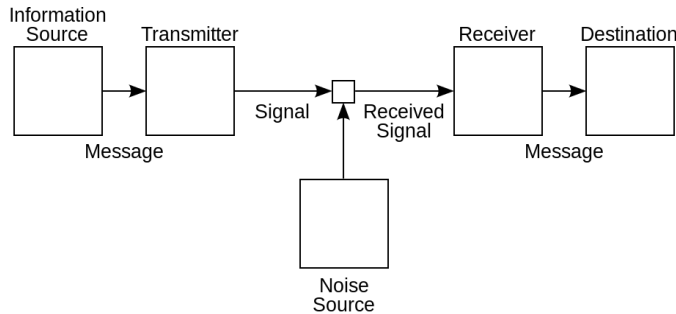 Information
Source
Transmitter
Receiver
Destination
Signal
Received
Signal
Message
Message
Noise
Source